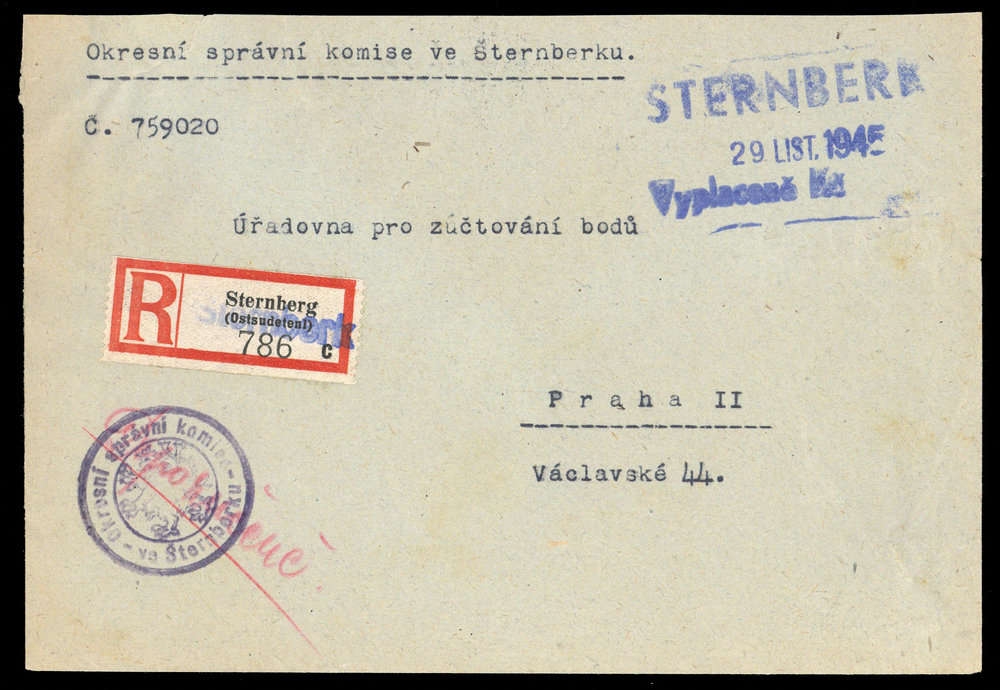 Okresní správní komise ve Šternberku.
STERNBERK
Č. 759020
29 LIST. 1945
Vyplaceně Kčs
Úřadovna pro zúčtování bodů
R
Sternberg
(Ostsudetenl)
786 c
Praha II
Okresní správní komise - ve Šternberku -
Václavské 44.